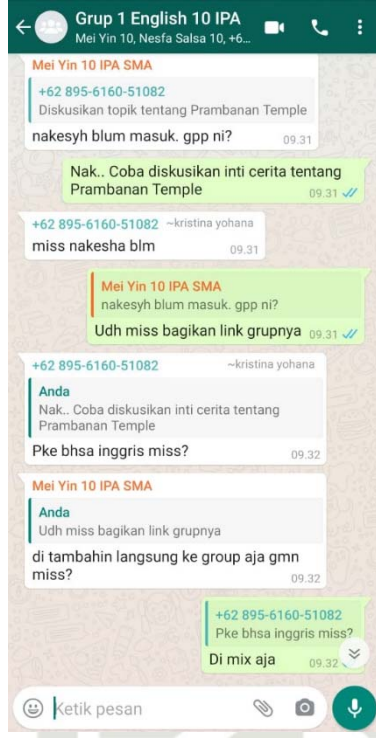 Grup 1 English 10 IPA
Mei Yin 10, Nesfa Salsa 10, +6...
Mei Yin 10 IPA SMA
+62 895-6160-51082
Diskusikan topik tentang Prambanan Temple
nakesyh blum masuk. gpp ni?
09.31
Nak.. Coba diskusikan inti cerita tentang
Prambanan Temple
09.31
+62 895-6160-51082 ~kristina yohana
miss nakesha blm
09.31
Mei Yin 10 IPA SMA
nakesyh blum masuk. gpp ni?
Udh miss bagikan link grupnya 09.31
+62 895-6160-51082 ~kristina yohana
Anda
Nak.. Coba diskusikan inti cerita tentang
Prambanan Temple
Pke bhsa inggris miss?
09.32
Mei Yin 10 IPA SMA
Anda
Udh miss bagikan link grupnya
di tambahin langsung ke group aja gmn
miss?
09.32
+62 895-6160-51082
Pke bhsa inggris miss?
Di mix aja
09.32
Ketik pesan